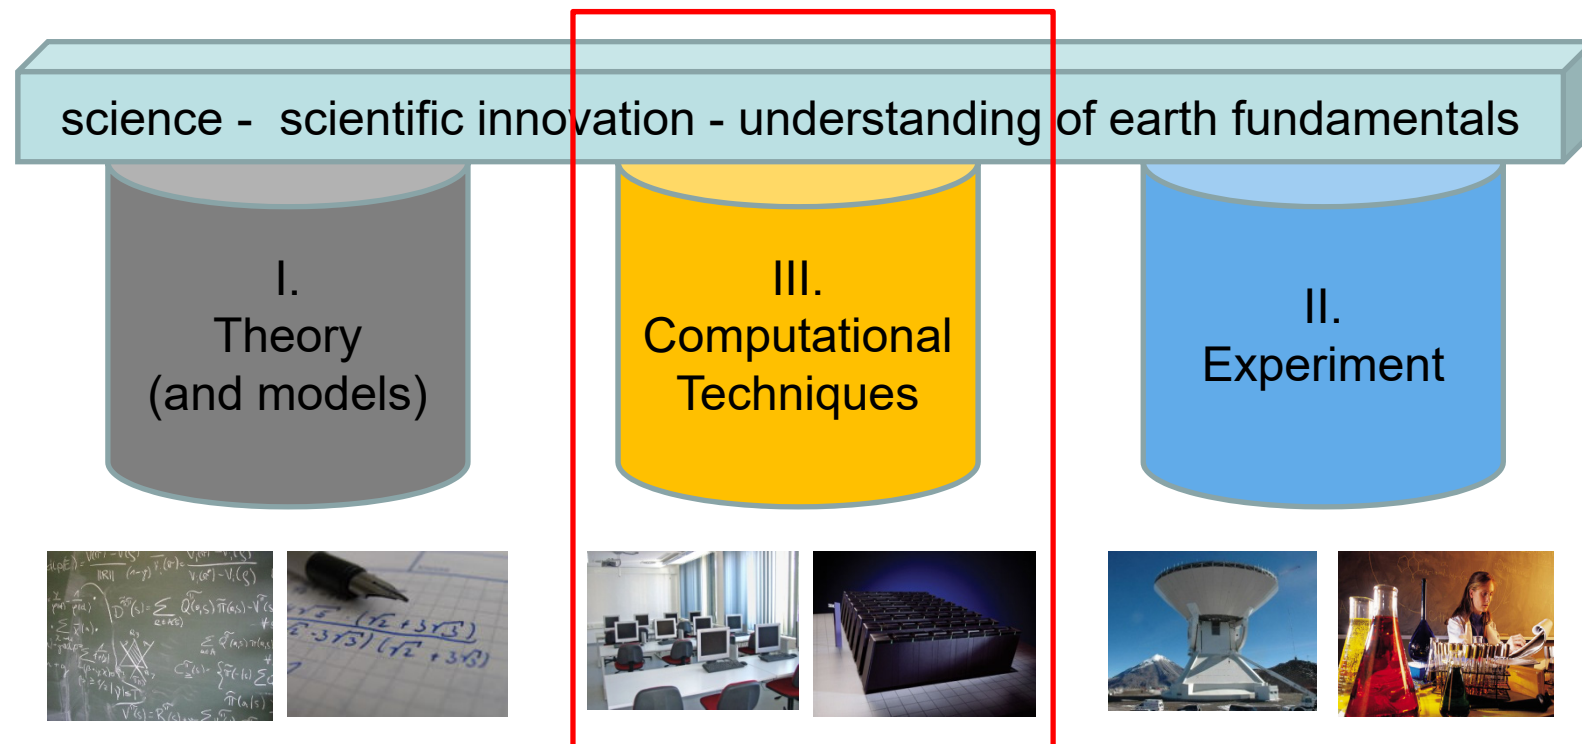 science -  scientific innovation - understanding of earth fundamentals
I.
Theory
(and models)
III.
Computational
Techniques
II.
Experiment